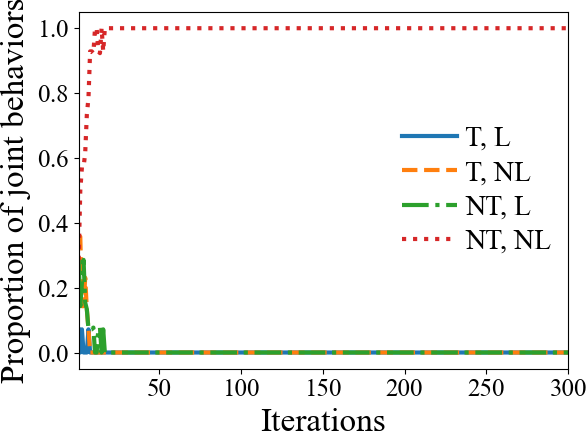 Proportion of joint behaviors
1.0
0.8
0.6
0.4
0.2
0.0
T, L
T, NL
NT, L
NT, NL
50 100 150 200 250 300
Iterations